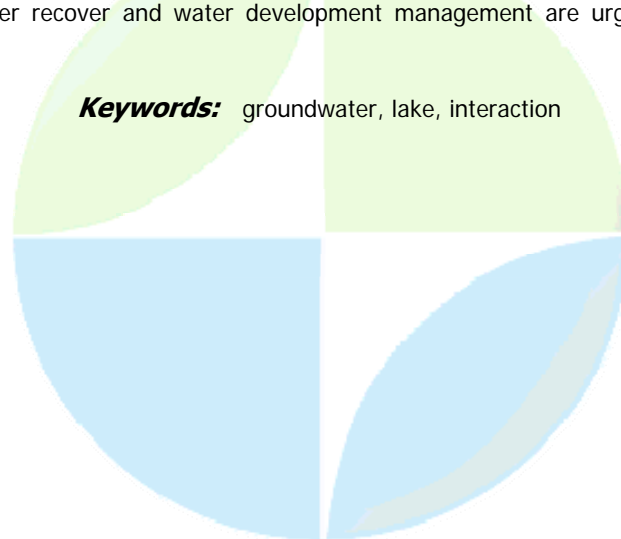 er recover and water development management are urg
Keywords: groundwater, lake, interaction